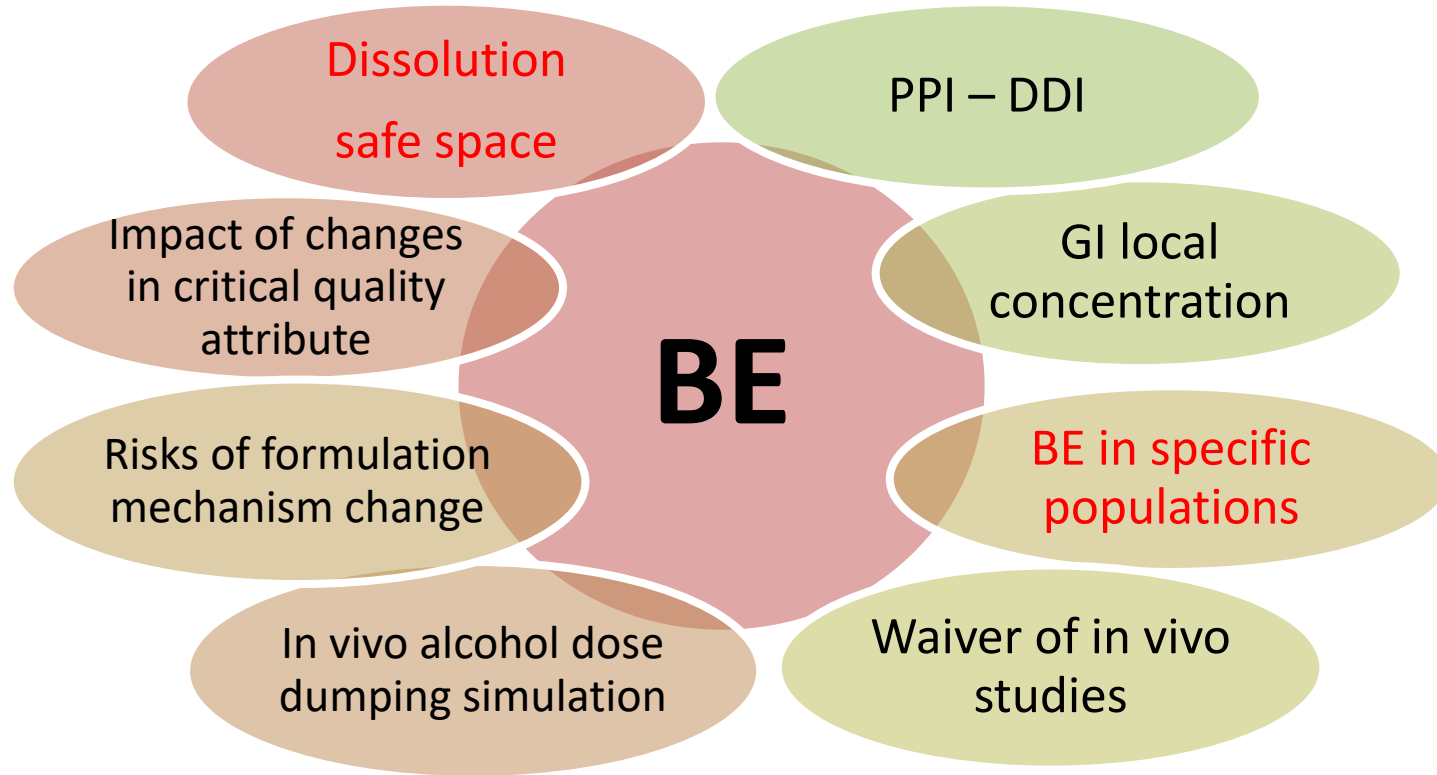 Dissolution
safe space
PPI – DDI
Impact of changes
in critical quality
attribute
GI local
concentration
BE
Risks of formulation
mechanism change
BE in specific
populations
In vivo alcohol dose
dumping simulation
Waiver of in vivo
studies